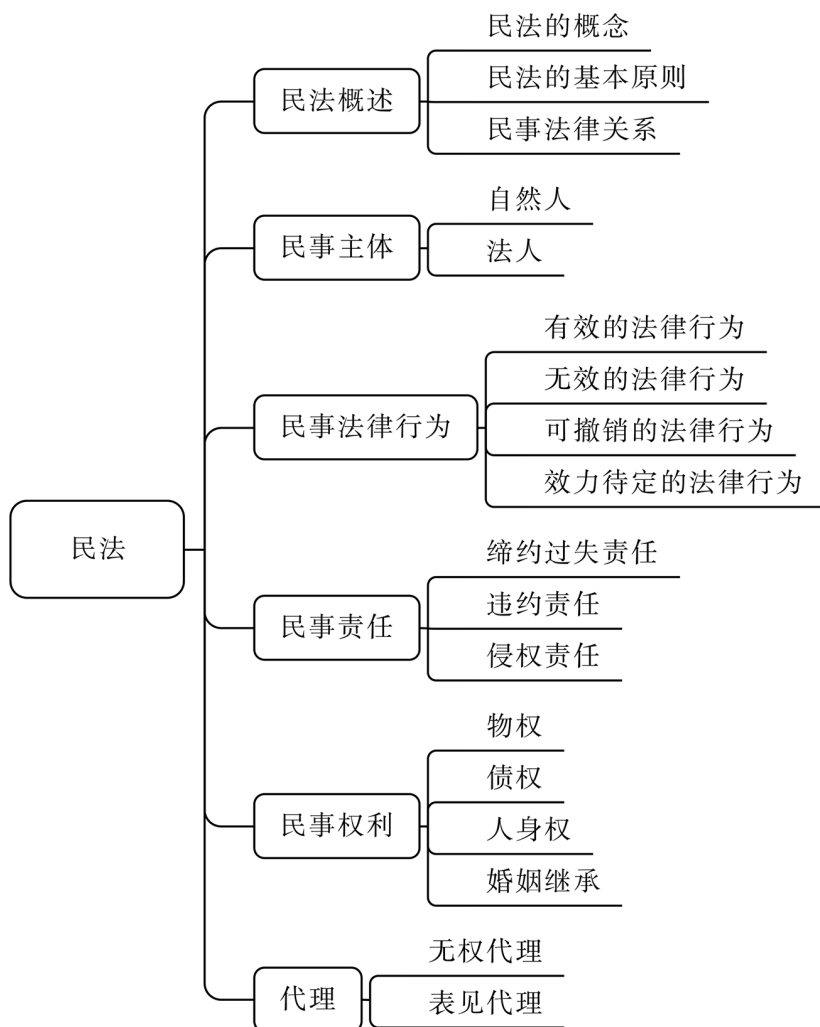 民法
民法概述
民法的概念
民法的基本原则
民事法律关系
民事主体
自然人
法人
民事法律行为
有效的法律行为
无效的法律行为
可撤销的法律行为
效力待定的法律行为
民事责任
缔约过失责任
违约责任
侵权责任
民事权利
物权
债权
人身权
婚姻继承
代理
无权代理
表见代理